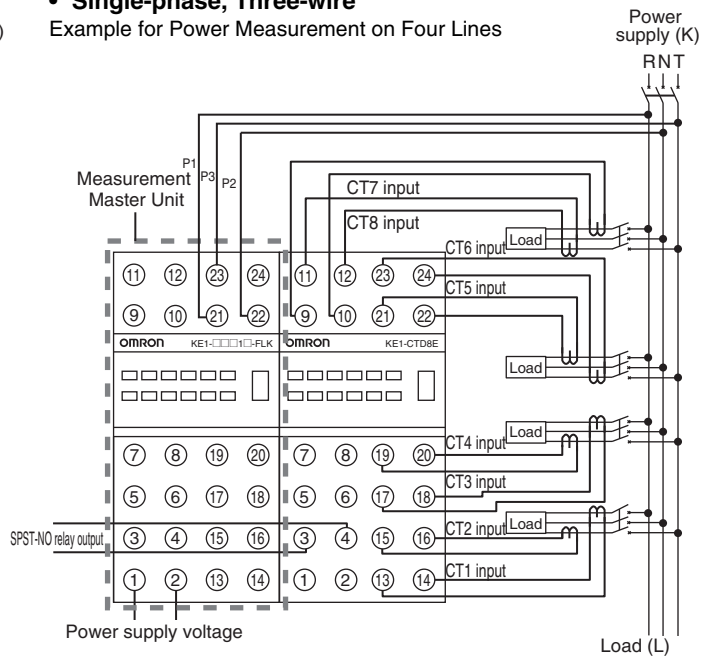 • Single-phase, Three-wire
)
Example for Power Measurement on Four Lines
Power
supply (K)
R N T
P1
P3
P2
Measurement
Master Unit
CT7 input
CT8 input
CT6 input
Load
CT5 input
11 12 23 24 11 12 23 24
9 10 21 22 9 10 21 22
OMRON KE1-□□□1□-FLK OMRON KE1-CTD8E
Load
Load
7 8 19 20 7 8 19 20
CT4 input
CT3 input
5 6 17 18 5 6 17 18
SPST-NO relay output
3 4 15 16 3 4 15 16
CT2 input
Load
1 2 13 14 1 2 13 14
CT1 input
Power supply voltage
Load (L)